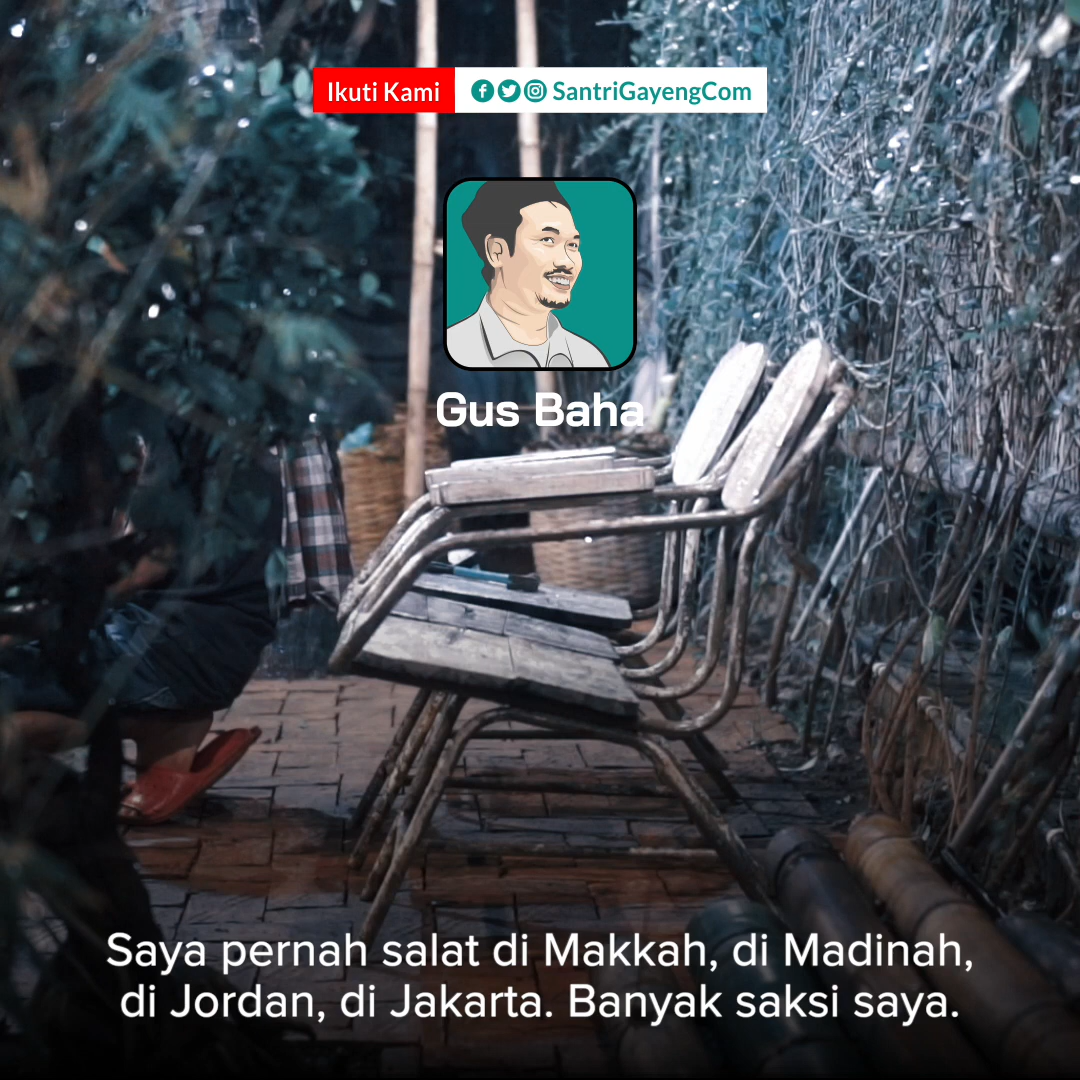 Ikuti Kami SantriGayengCom
Gus Baha
Saya pernah salat di Makkah, di Madinah,
di Jordan, di Jakarta. Banyak saksi saya.